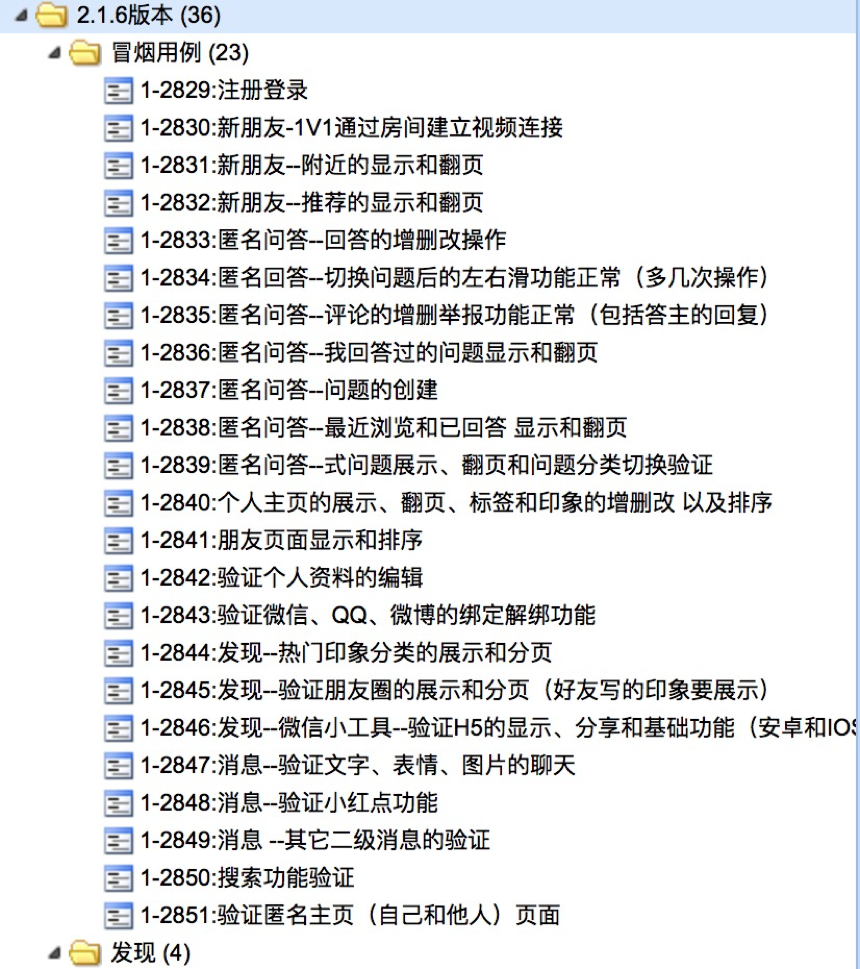 2.1.6版本 (36)
冒烟用例 (23)
1-2829:注册登录
1-2830:新朋友-1V1通过房间建立视频连接
1-2831:新朋友--附近的显示和翻页
1-2832:新朋友--推荐的显示和翻页
1-2833:匿名问答--回答的增删改操作
1-2834:匿名回答--切换问题后的左右滑功能正常（多几次操作）
1-2835:匿名问答--评论的增删举报功能正常（包括答主的回复）
1-2836:匿名问答--我回答过的问题显示和翻页
1-2837:匿名问答--问题的创建
1-2838:匿名问答--最近浏览和已回答 显示和翻页
1-2839:匿名问答--式问题展示、翻页和问题分类切换验证
1-2840:个人主页的展示、翻页、标签和印象的增删改 以及排序
1-2841:朋友页面显示和排序
1-2842:验证个人资料的编辑
1-2843:验证微信、QQ、微博的绑定解绑功能
1-2844:发现--热门印象分类的展示和分页
1-2845:发现--验证朋友圈的展示和分页（好友写的印象要展示）
1-2846:发现--微信小工具--验证H5的显示、分享和基础功能（安卓和IOS
1-2847:消息--验证文字、表情、图片的聊天
1-2848:消息--验证小红点功能
1-2849:消息 --其它二级消息的验证
1-2850:搜索功能验证
1-2851:验证匿名主页（自己和他人）页面
发现 (4)